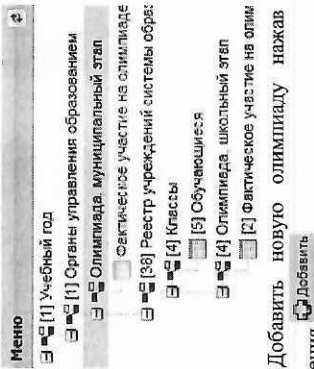 Меню
[1] Учебный год
[1] Органы управления образованием
Олимпиада, муниципальный этап
Фактическое участие на олимпиаде
[38] Реестр учреждений системы обра
[4] Классы
[5] Обучающиеся
[4] Олимпиада, школьный этап
[2] Фактическое участие на олим
Добавить новую олимпиаду нажав
Добавить